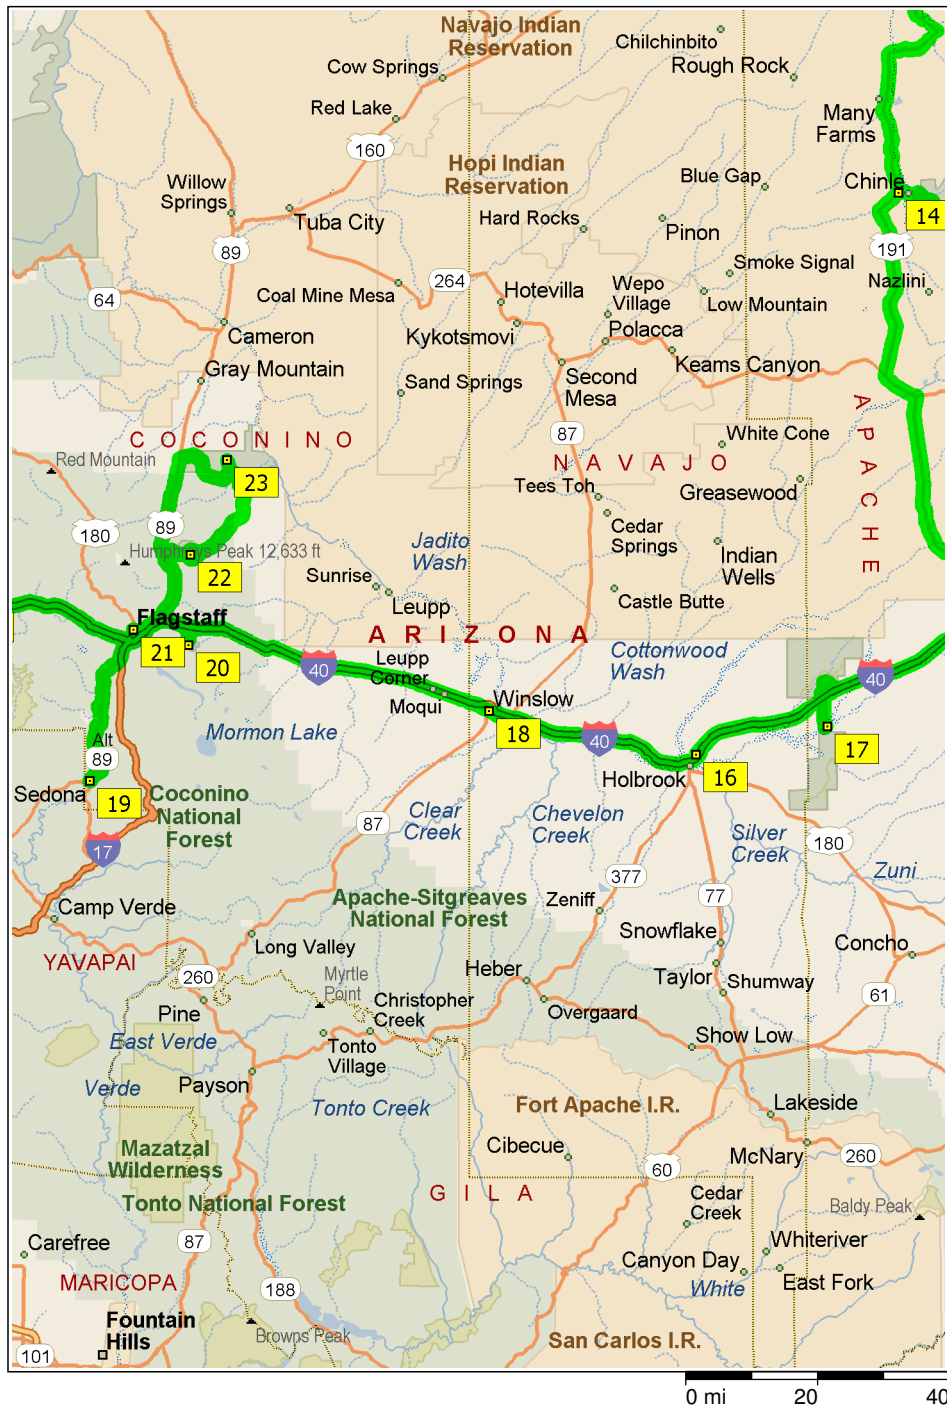 Navajo Indian
Reservation
Chilchinbito
Cow Springs
Rough Rock
Red Lake
Many
Farms
160
Hopi Indian
Reservation
Willow
Springs
Blue Gap
Chinle
14
Tuba City
Hard Rocks
Pinon
89
191
Smoke Signal
Nazlini
264
Coal Mine Mesa
Hotevilla
Wepo
Village
Low Mountain
64
Cameron
Kykotsmovi
Polacca
Gray Mountain
Keams Canyon
Sand Springs
Second
Mesa
APACHE
COCONINO
87
White Cone
Red Mountain
NAVAJO
23
Tees Toh
Greasewood
89
180
Cedar
Springs
Jadito
Wash
Humphreys Peak 12,633 ft
Indian
Wells
22
Sunrise
Leupp
Castle Butte
Flagstaff
ARIZONA
21
20
Leupp
Corner
Cottonwood
Wash
40
40
Moqui
Winslow
Mormon Lake
18
40
17
Alt
89
Holbrook
16
Sedona
19
Coconino
National
Forest
Clear
Creek
Chevelon
Creek
87
Silver
Creek
180
17
Zuni
377
Apache-Sitgreaves
National Forest
Zeniff
77
Camp Verde
Snowflake
Long Valley
Concho
YAVAPAI
Heber
260
Myrtle
Point
Taylor
Shumway
61
Pine
Christopher
Creek
Overgaard
East Verde
Tonto
Village
Show Low
Verde
Payson
Tonto Creek
Fort Apache I.R.
Lakeside
Mazatzal
Wilderness
Cibecue
McNary
260
60
Tonto National Forest
GILA
Cedar
Creek
Baldy Peak
Carefree
87
Whiteriver
Canyon Day
MARICOPA
188
White
East Fork
Fountain
Hills
Browns Peak
San Carlos I.R.
101
0 mi
20
40